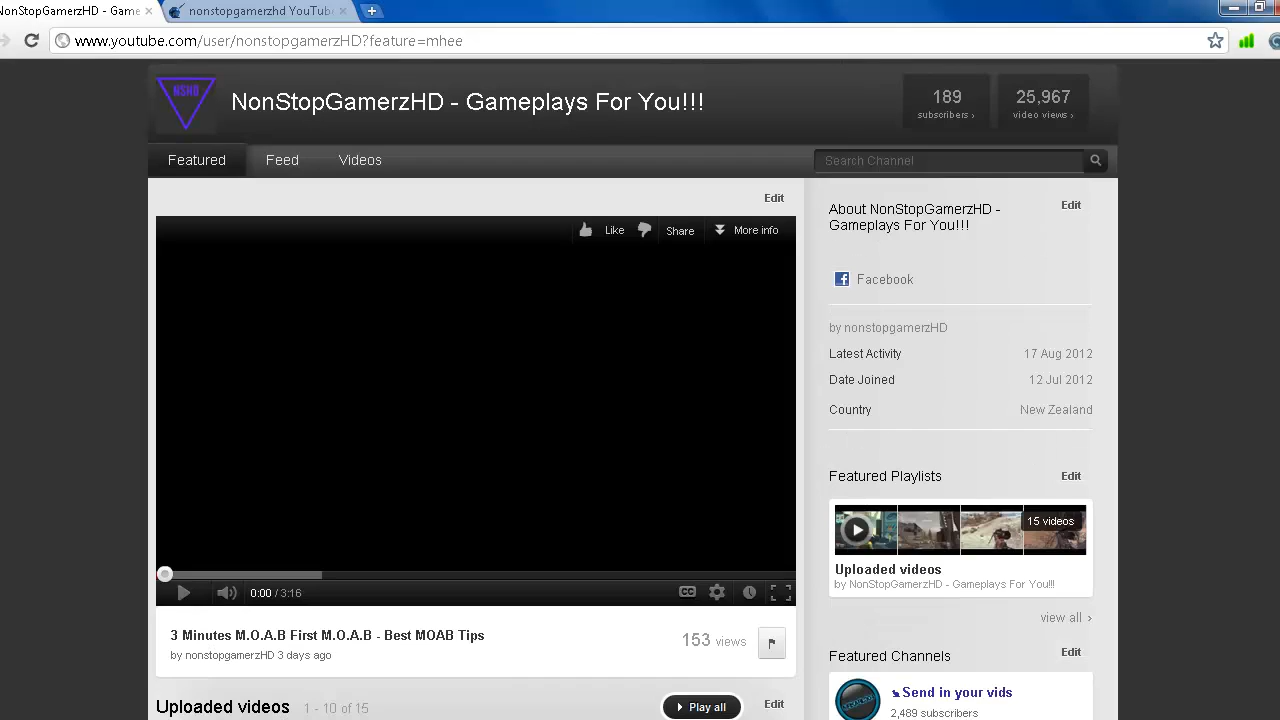 NonStopGamerzHD - Game
nonstopgamerzhd YouTube
www.youtube.com/user/nonstopgamerzHD?feature=mhee
NSHD
NonStopGamerzHD - Gameplays For You!!!
189
subscribers ›
25,967
video views ›
Featured
Feed
Videos
Search Channel
Edit
Like
Share
More info
0:00 / 3:16
CC
3 Minutes M.O.A.B First M.O.A.B - Best MOAB Tips
by nonstopgamerzHD 3 days ago
153 views
Uploaded videos 1 - 10 of 15
Play all
Edit
About NonStopGamerzHD -
Gameplays For You!!!
Edit
Facebook
by nonstopgamerzHD
Latest Activity 17 Aug 2012
Date Joined 12 Jul 2012
Country New Zealand
Featured Playlists Edit
15 videos
Uploaded videos
by NonStopGamerzHD - Gameplays For You!!!
view all ›
Featured Channels Edit
Send in your vids
2,489 subscribers